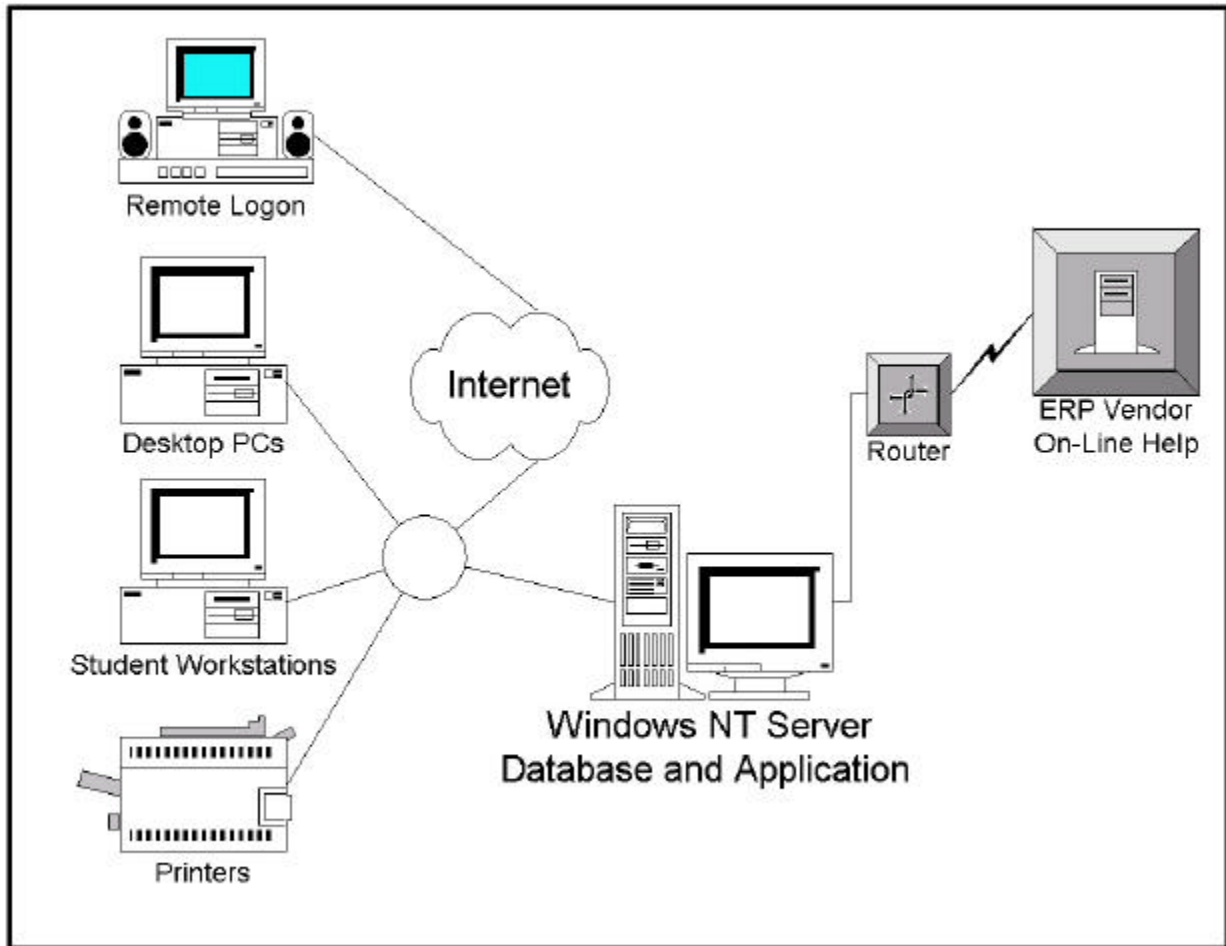 Remote Logon
Internet
Desktop PCs
Router
ERP Vendor
On-Line Help
Student Workstations
Windows NT Server
Database and Application
Printers